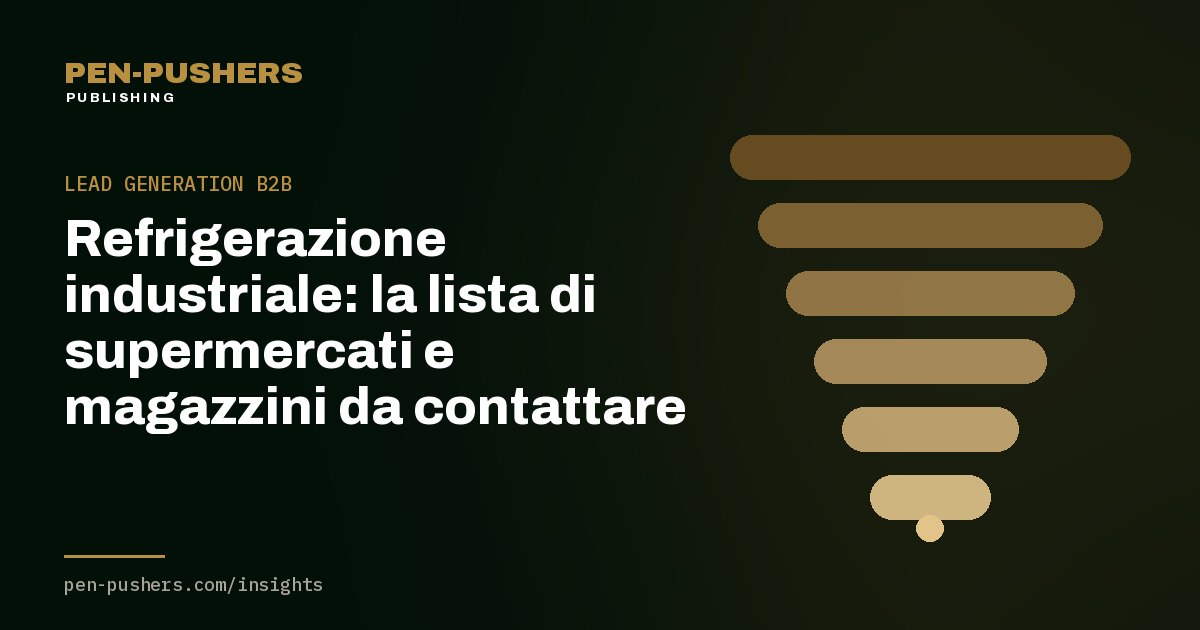 PEN-PUSHERS
PUBLISHING
LEAD GENERATION B2B
Refrigerazione
industriale: la lista di
supermercati e
magazzini da contattare
pen-pushers.com/insights